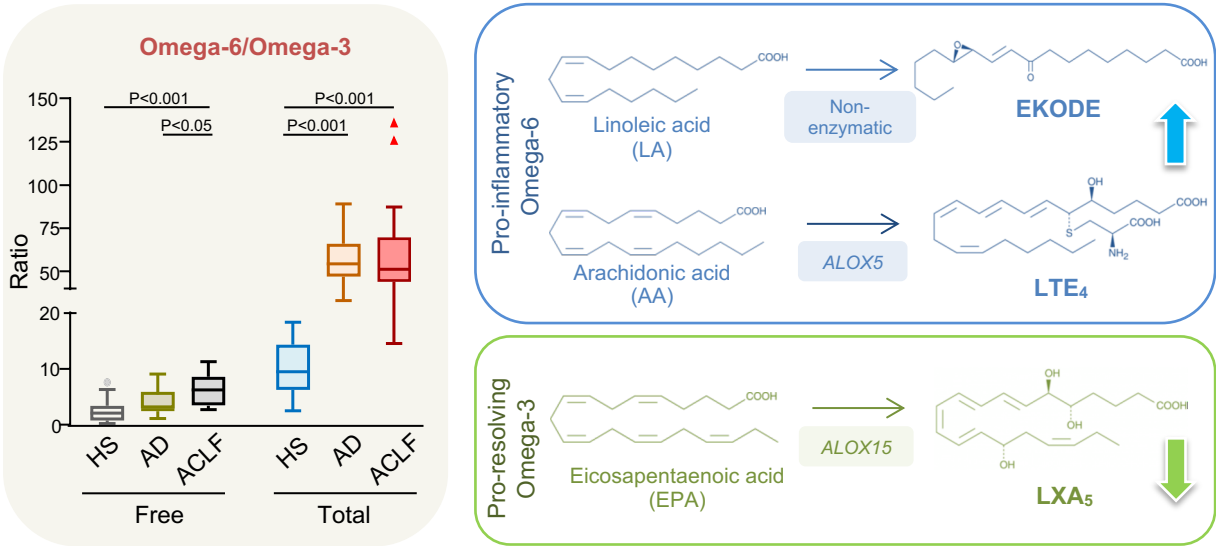 Omega-6/Omega-3
Ratio
150
125
100
75
50
20
10
0
P<0.001
P<0.05
P<0.001
P<0.001
HS
AD
ACLF
HS
AD
ACLF
Free
Total
Pro-inflammatory
Omega-6
COOH
Linoleic acid
(LA)
Non-
enzymatic
O
O
COOH
EKODE
COOH
Arachidonic acid
(AA)
ALOX5
OH
COOH
S
COOH
NH₂
LTE₄
Pro-resolving
Omega-3
COOH
Eicosapentaenoic acid
(EPA)
ALOX15
OH
COOH
OH
OH
LXA₅